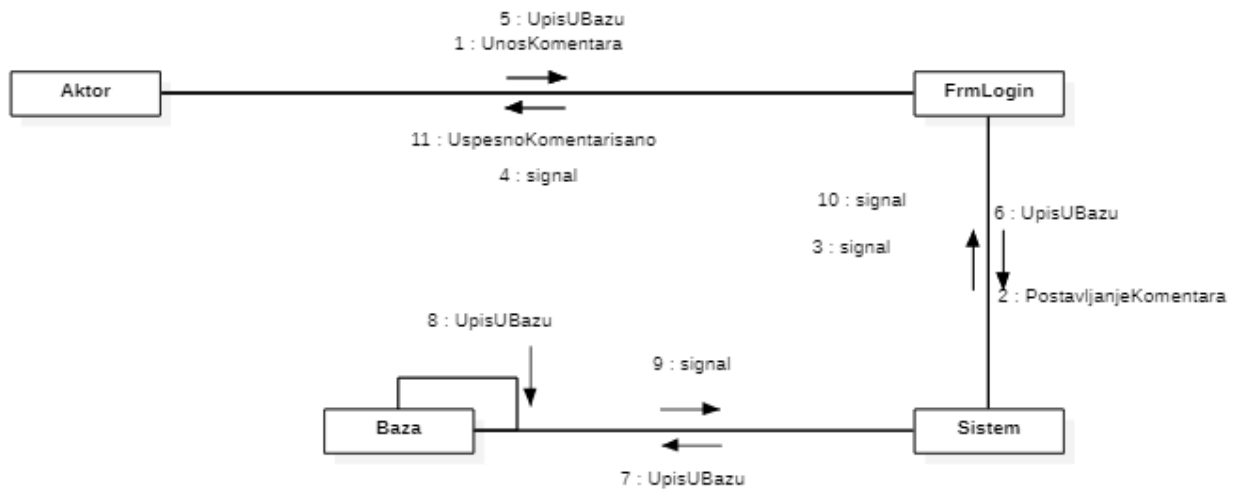 5 : UpisUBazu
1 : UnosKomentara
Aktor
FrmLogin
11 : UspesnoKomentarisano
4 : signal
10 : signal
6 : UpisUBazu
3 : signal
2 : PostavljanjeKomentara
8 : UpisUBazu
9 : signal
Baza
Sistem
7 : UpisUBazu